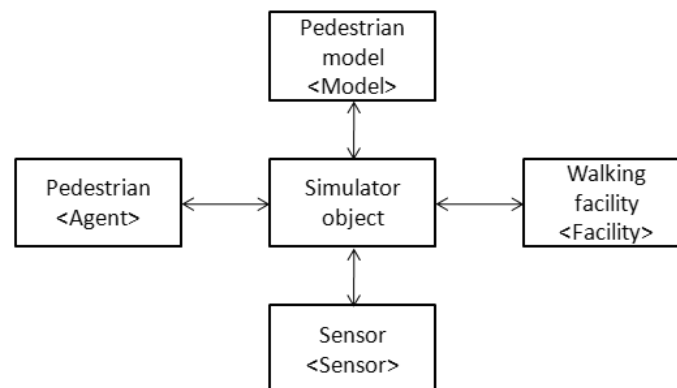 Pedestrian
model
<Model>
Pedestrian
<Agent>
Simulator
object
Walking
facility
<Facility>
Sensor
<Sensor>